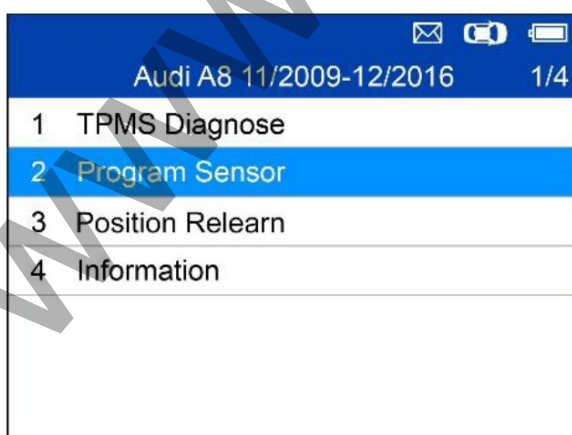 Audi A8 11/2009-12/2016 1/4
1 TPMS Diagnose
2 Program Sensor
3 Position Relearn
4 Information